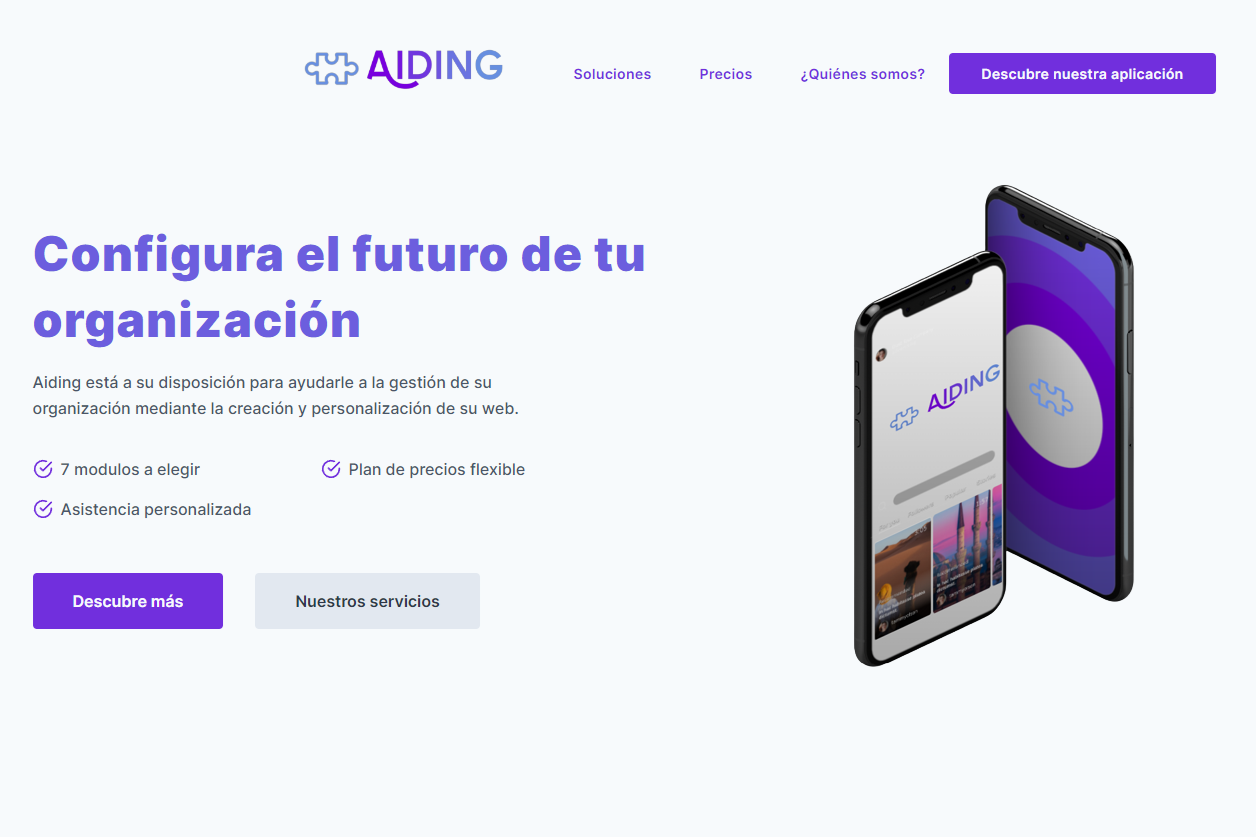 AIDING
Soluciones
Precios
¿Quiénes somos?
Descubre nuestra aplicación
Configura el futuro de tu
organización
Aiding está a su disposición para ayudarle a la gestión de su
organización mediante la creación y personalización de su web.
7 modulos a elegir
Plan de precios flexible
Asistencia personalizada
Descubre más
Nuestros servicios
AIDING